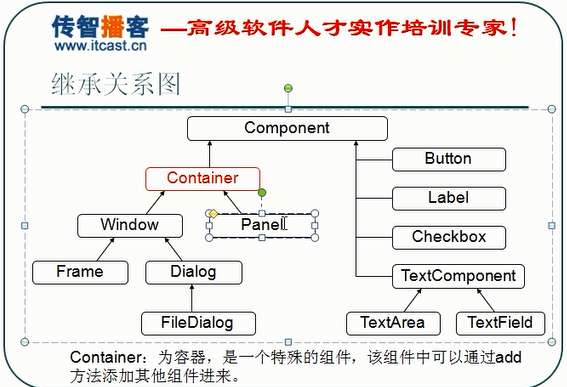 传智播客 —高级软件人才实作培训专家!
www.itcast.cn
继承关系图
Component
Container
Button
Label
Window
Panel
Checkbox
Frame
Dialog
TextComponent
FileDialog
TextArea
TextField
Container：为容器，是一个特殊的组件，该组件中可以通过add
方法添加其他组件进来。